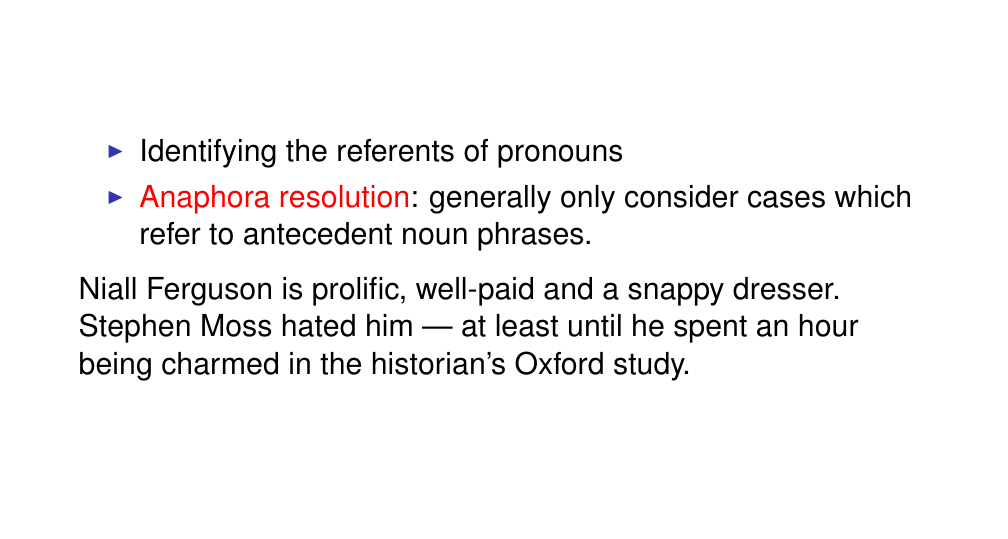 ▶ Identifying the referents of pronouns
▶ Anaphora resolution: generally only consider cases which
refer to antecedent noun phrases.
Niall Ferguson is prolific, well-paid and a snappy dresser.
Stephen Moss hated him — at least until he spent an hour
being charmed in the historian's Oxford study.